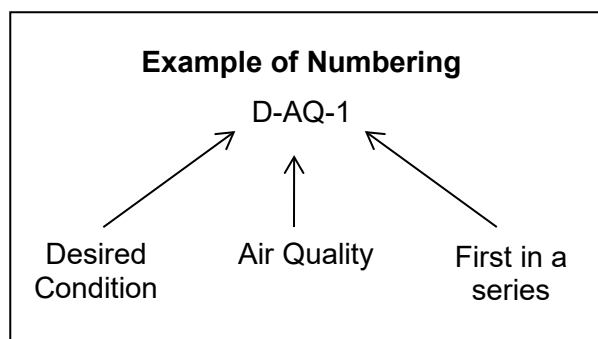 Example of Numbering
D-AQ-1
Desired
Condition
Air Quality
First in a
series